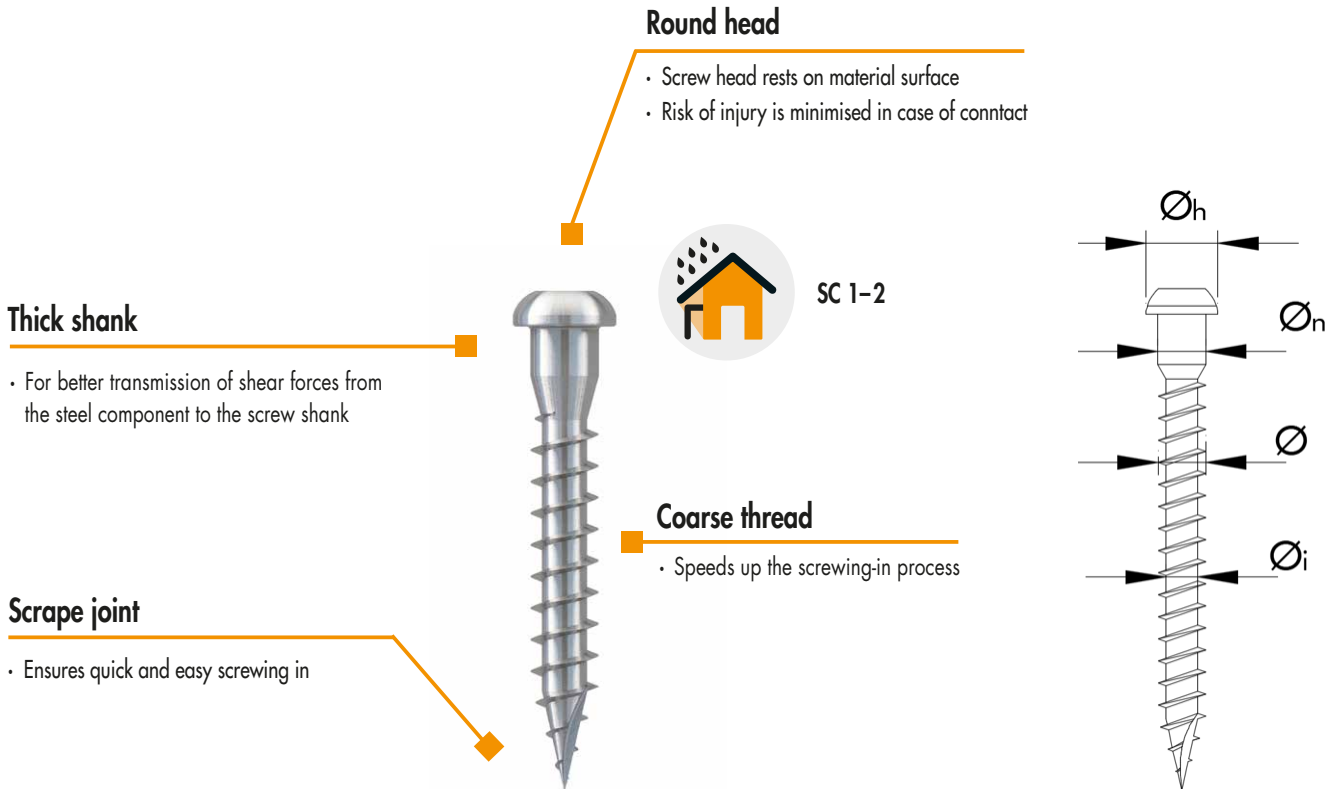 Round head
· Screw head rests on material surface
· Risk of injury is minimised in case of conntact
SC 1–2
Thick shank
· For better transmission of shear forces from
the steel component to the screw shank
Coarse thread
· Speeds up the screwing-in process
Scrape joint
· Ensures quick and easy screwing in
Øh
Øn
Ø
Øi